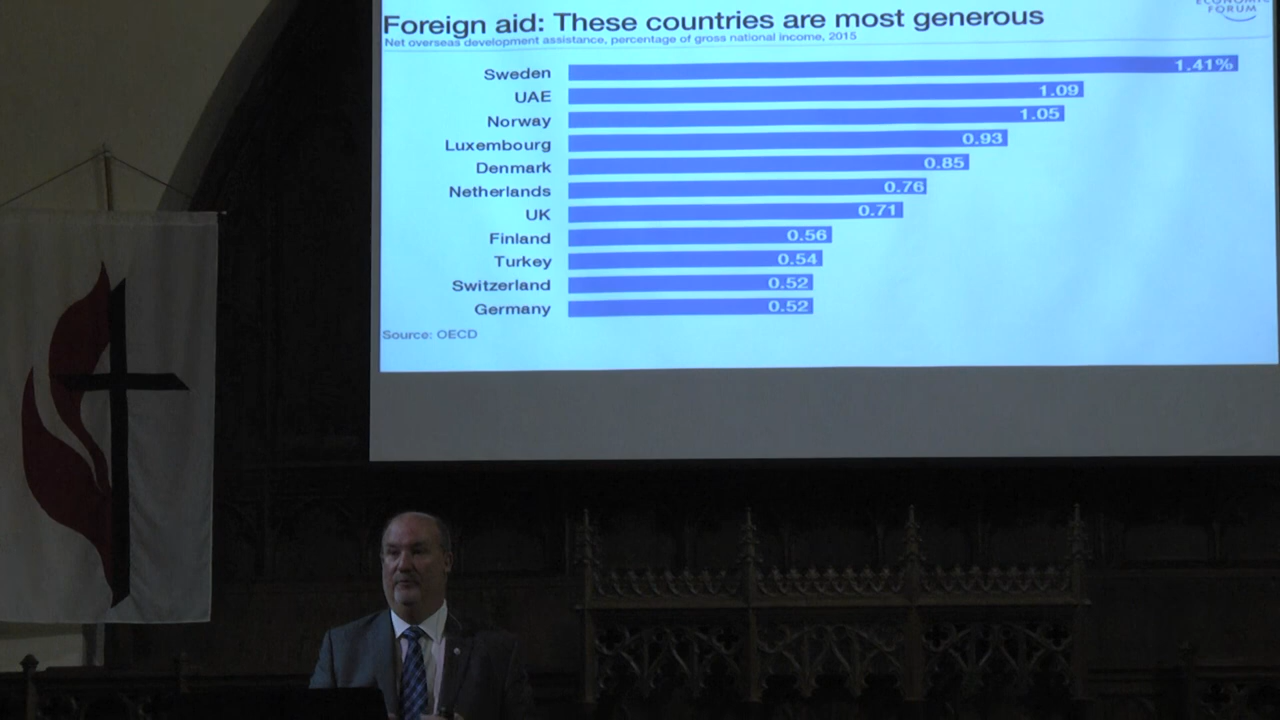 ECONOMIC
FORUM
Foreign aid: These countries are most generous
Net overseas development assistance, percentage of gross national income, 2015
Sweden 1.41%
UAE 1.09
Norway 1.05
Luxembourg 0.93
Denmark 0.85
Netherlands 0.76
UK 0.71
Finland 0.56
Turkey 0.54
Switzerland 0.52
Germany 0.52
Source: OECD